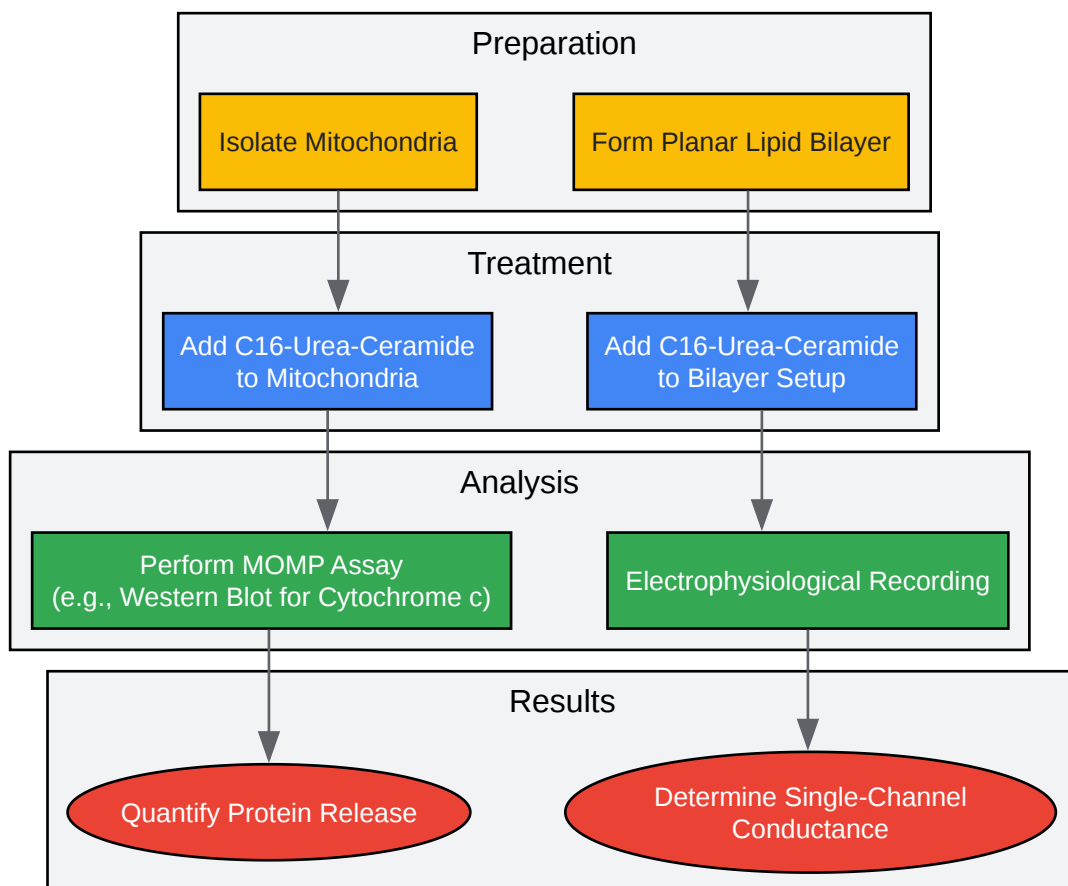 Preparation
Isolate Mitochondria
Form Planar Lipid Bilayer
Treatment
Add C16-Urea-Ceramide
to Mitochondria
Add C16-Urea-Ceramide
to Bilayer Setup
Analysis
Perform MOMP Assay
(e.g., Western Blot for Cytochrome c)
Electrophysiological Recording
Results
Quantify Protein Release
Determine Single-Channel
Conductance